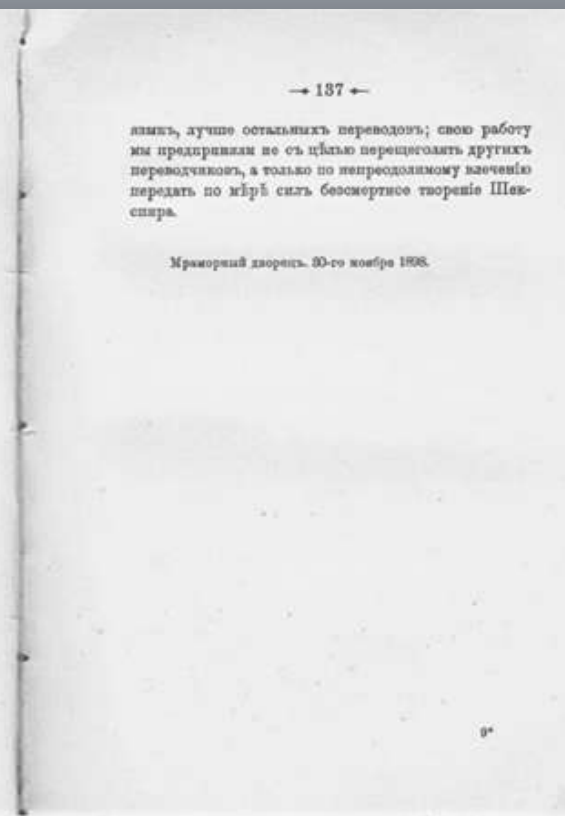 → 137 ←
языкъ, лучше остальныхъ переводовъ; свою работу
мы предприняли не съ цѣлью перещеголять другихъ
переводчиковъ, а только по непреодолимому влеченію
передать по мѣрѣ силъ безсмертное твореніе Шек-
спира.
Мраморный дворецъ. 30-го ноября 1898.
9*